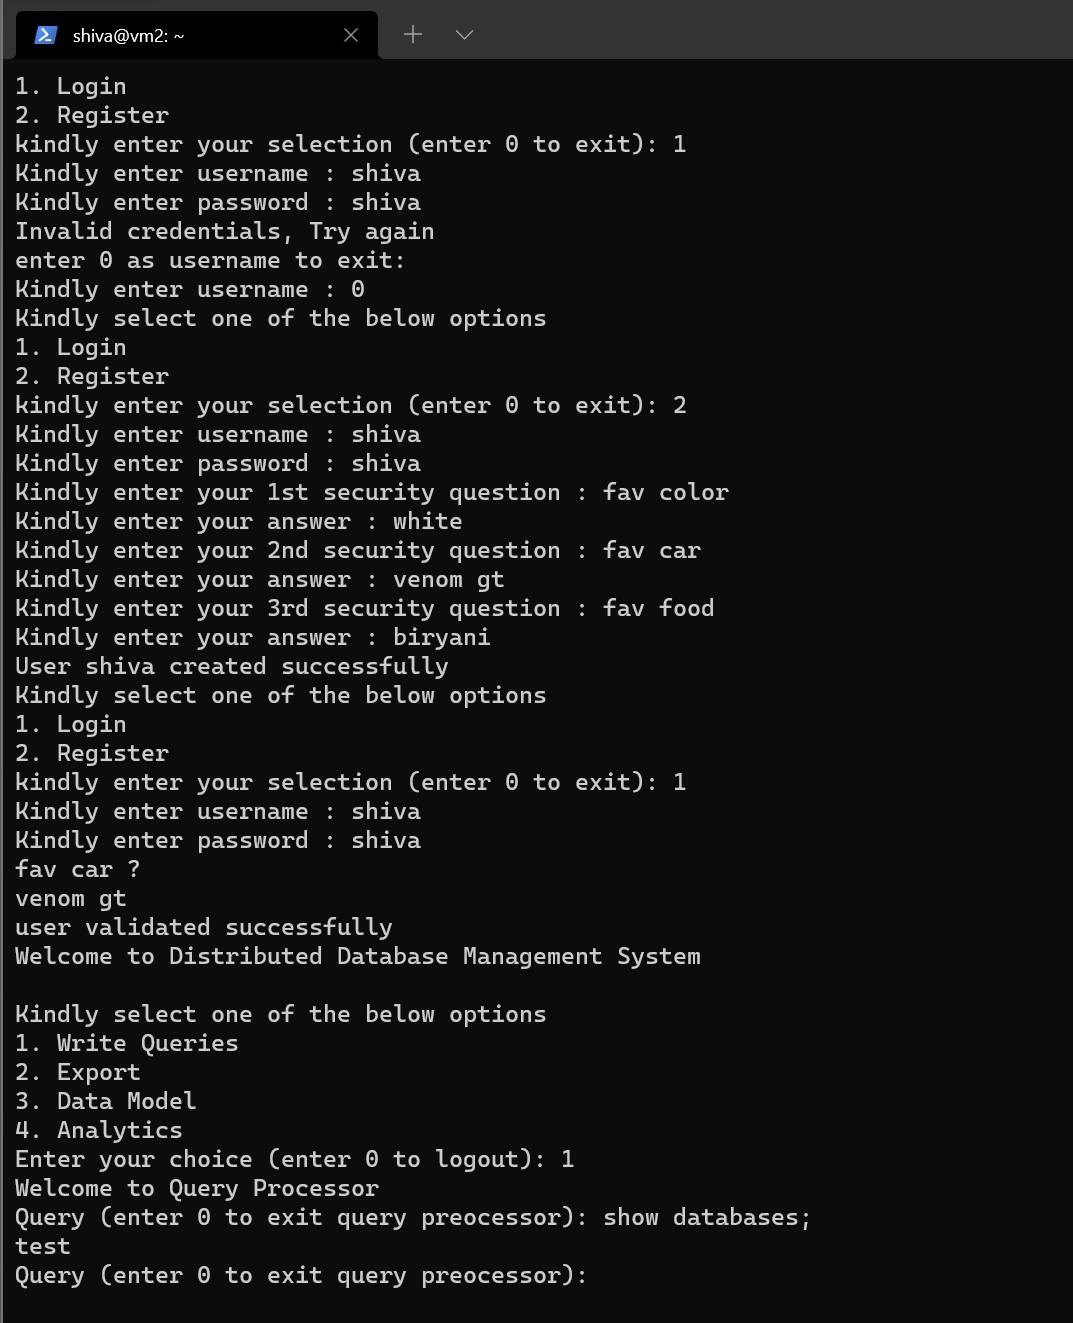 shiva@vm2: ~
1. Login
2. Register
kindly enter your selection (enter 0 to exit): 1
Kindly enter username : shiva
Kindly enter password : shiva
Invalid credentials, Try again
enter 0 as username to exit:
Kindly enter username : 0
Kindly select one of the below options
1. Login
2. Register
kindly enter your selection (enter 0 to exit): 2
Kindly enter username : shiva
Kindly enter password : shiva
Kindly enter your 1st security question : fav color
Kindly enter your answer : white
Kindly enter your 2nd security question : fav car
Kindly enter your answer : venom gt
Kindly enter your 3rd security question : fav food
Kindly enter your answer : biryani
User shiva created successfully
Kindly select one of the below options
1. Login
2. Register
kindly enter your selection (enter 0 to exit): 1
Kindly enter username : shiva
Kindly enter password : shiva
fav car ?
venom gt
user validated successfully
Welcome to Distributed Database Management System
Kindly select one of the below options
1. Write Queries
2. Export
3. Data Model
4. Analytics
Enter your choice (enter 0 to logout): 1
Welcome to Query Processor
Query (enter 0 to exit query preocessor): show databases;
test
Query (enter 0 to exit query preocessor):